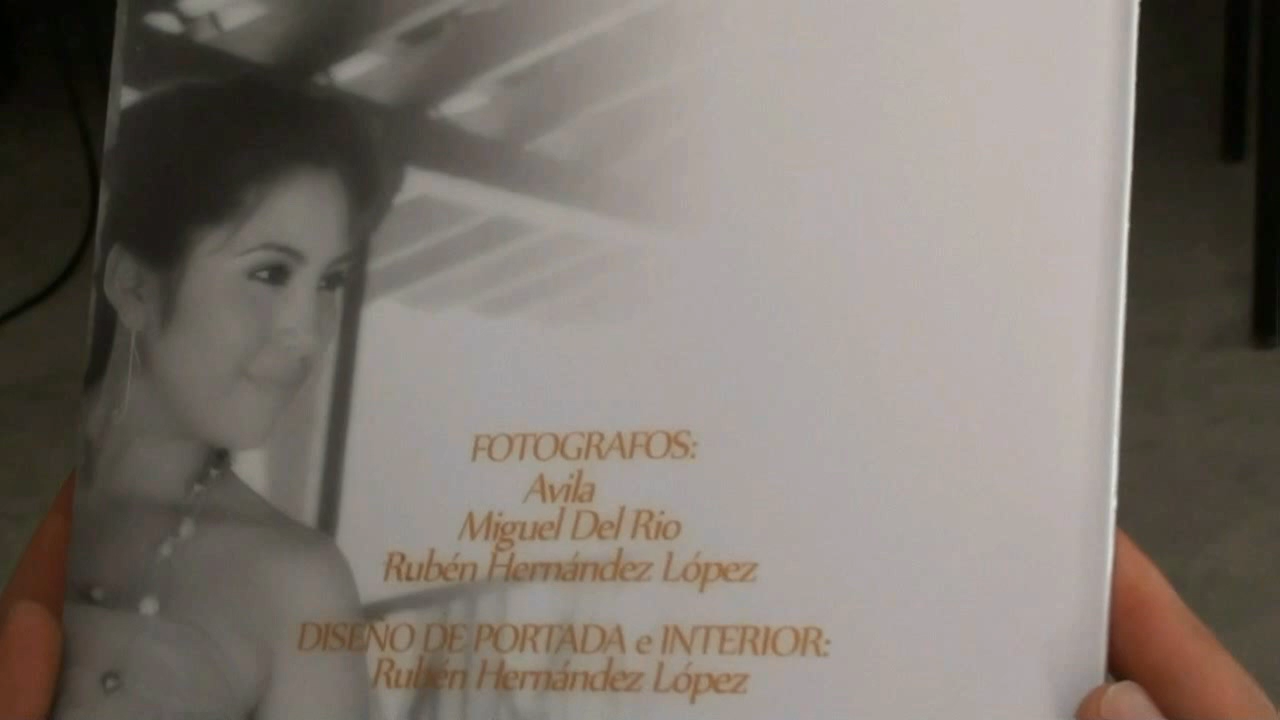 FOTOGRAFOS:
Avila
Miguel Del Rio
Rubén Hernández López
DISEÑO DE PORTADA e INTERIOR:
Rubén Hernández López